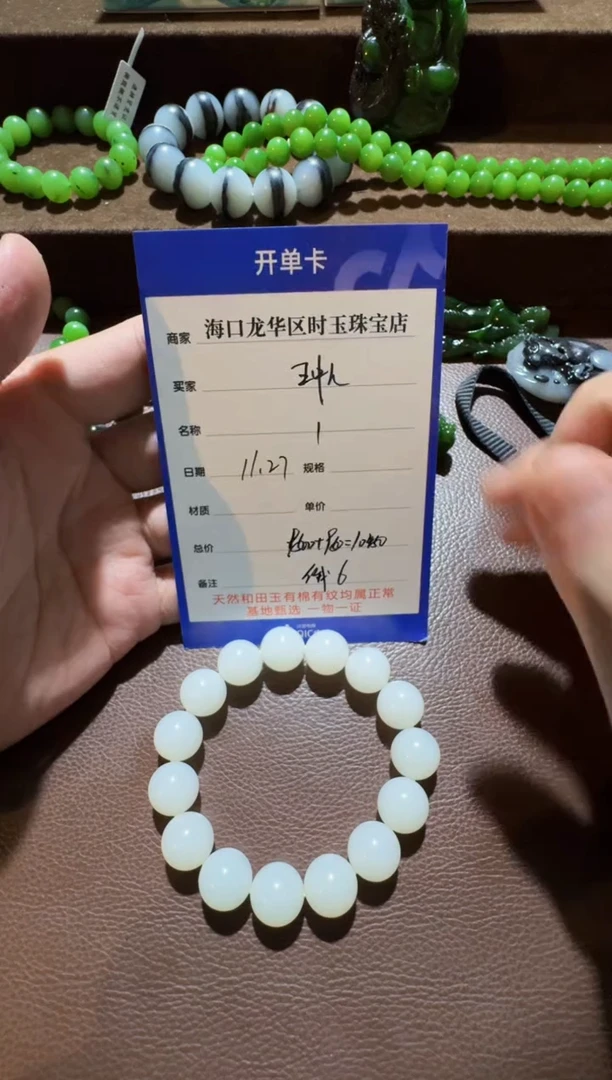 开单卡
商家 海口龙华区时玉珠宝店
买家
名称 1
日期 11.27 规格
材质 单价
总价
备注 6
天然和田玉有棉有纹均属正常
基地甄选 一物一证